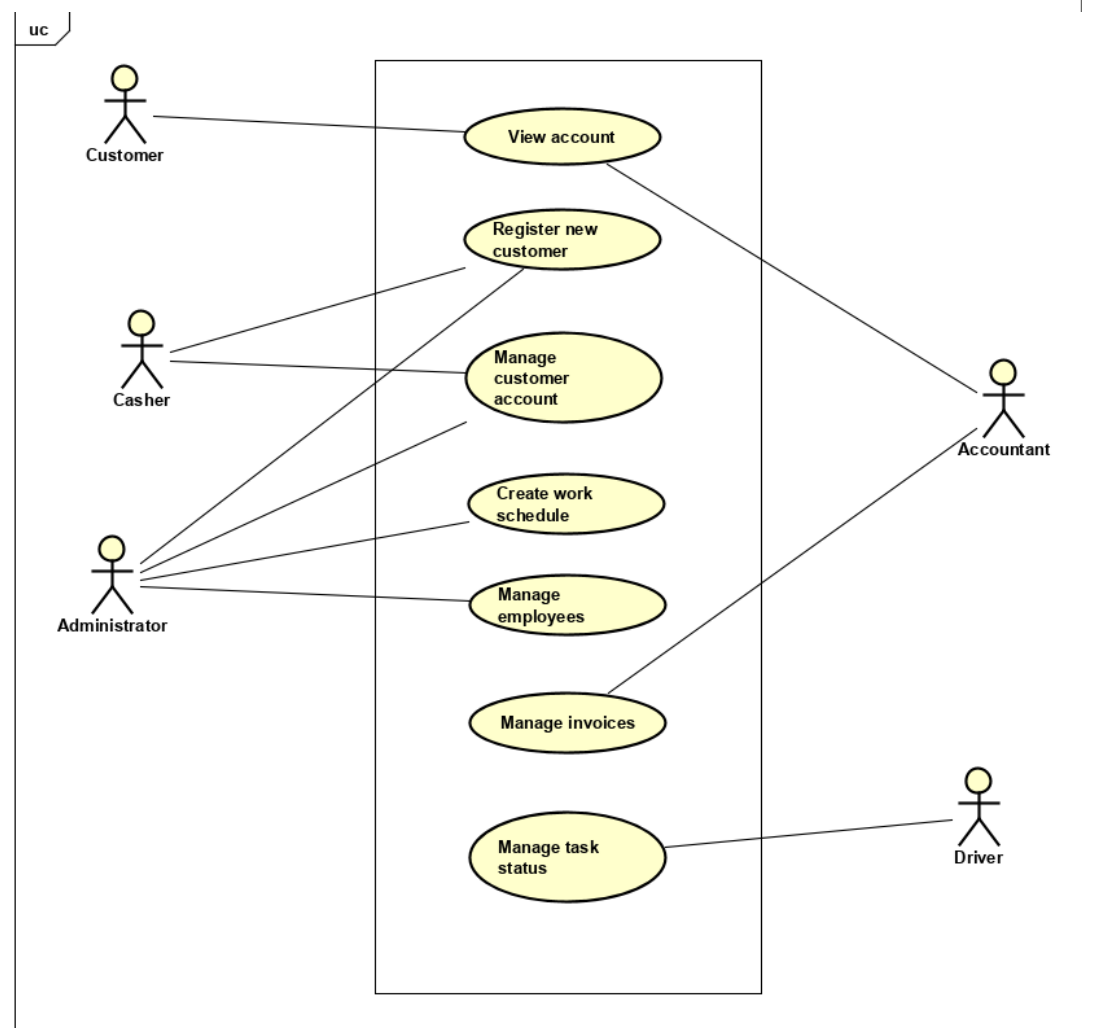 uc
Customer
View account
Register new
customer
Casher
Manage
customer
account
Accountant
Create work
schedule
Administrator
Manage
employees
Manage invoices
Manage task
status
Driver